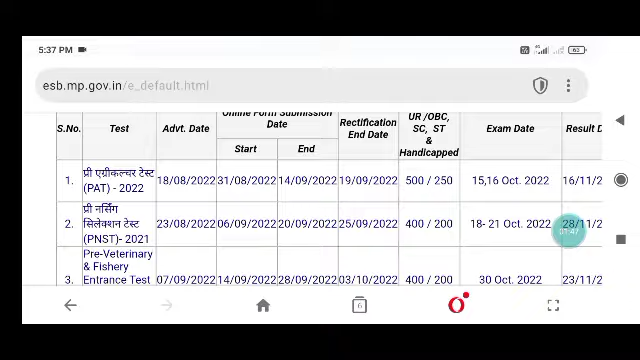 5:37 PM
60
esb.mp.gov.in/e_default.html
S.No. Test Advt. Date Online Form Submission Date Rectification End Date UR /OBC, SC, ST & Handicapped Exam Date Result D
Start End
1. प्री एग्रीकल्चर टेस्ट (PAT) - 2022 18/08/2022 31/08/2022 14/09/2022 19/09/2022 500 / 250 15,16 Oct. 2022 16/11/2
2. प्री नर्सिंग सिलेक्शन टेस्ट (PNST)- 2021 23/08/2022 06/09/2022 20/09/2022 25/09/2022 400 / 200 18- 21 Oct. 2022 28/11/2
01:47
3. Pre-Veterinary & Fishery Entrance Test 07/09/2022 14/09/2022 28/09/2022 03/10/2022 400 / 200 30 Oct. 2022 23/11/2
6